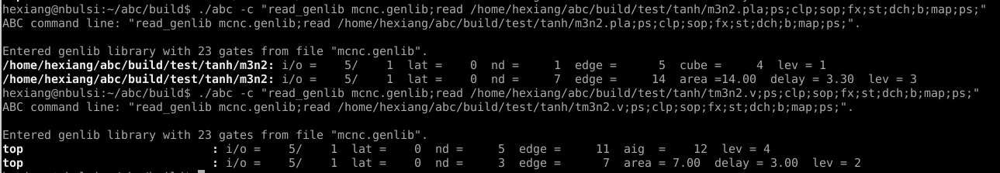 hexiang@nbulsi:~/abc/build$ ./abc -c "read_genlib mcnc.genlib;read /home/hexiang/abc/build/test/tanh/m3n2.pla;ps;clp;sop;fx;st;dch;b;map;ps;"
ABC command line: "read_genlib mcnc.genlib;read /home/hexiang/abc/build/test/tanh/m3n2.pla;ps;clp;sop;fx;st;dch;b;map;ps;".
Entered genlib library with 23 gates from file "mcnc.genlib".
/home/hexiang/abc/build/test/tanh/m3n2: i/o =    5/    1  lat =    0  nd =      1  edge =      5  cube =      4  lev = 1
/home/hexiang/abc/build/test/tanh/m3n2: i/o =    5/    1  lat =    0  nd =      7  edge =     14  area =14.00  delay = 3.30  lev = 3
hexiang@nbulsi:~/abc/build$ ./abc -c "read_genlib mcnc.genlib;read /home/hexiang/abc/build/test/tanh/tm3n2.v;ps;clp;sop;fx;st;dch;b;map;ps;"
ABC command line: "read_genlib mcnc.genlib;read /home/hexiang/abc/build/test/tanh/tm3n2.v;ps;clp;sop;fx;st;dch;b;map;ps;".
Entered genlib library with 23 gates from file "mcnc.genlib".
top                           : i/o =    5/    1  lat =    0  nd =     5  edge =     11  aig  =    12  lev = 4
top                           : i/o =    5/    1  lat =    0  nd =     3  edge =      7  area = 7.00  delay = 3.00  lev = 2